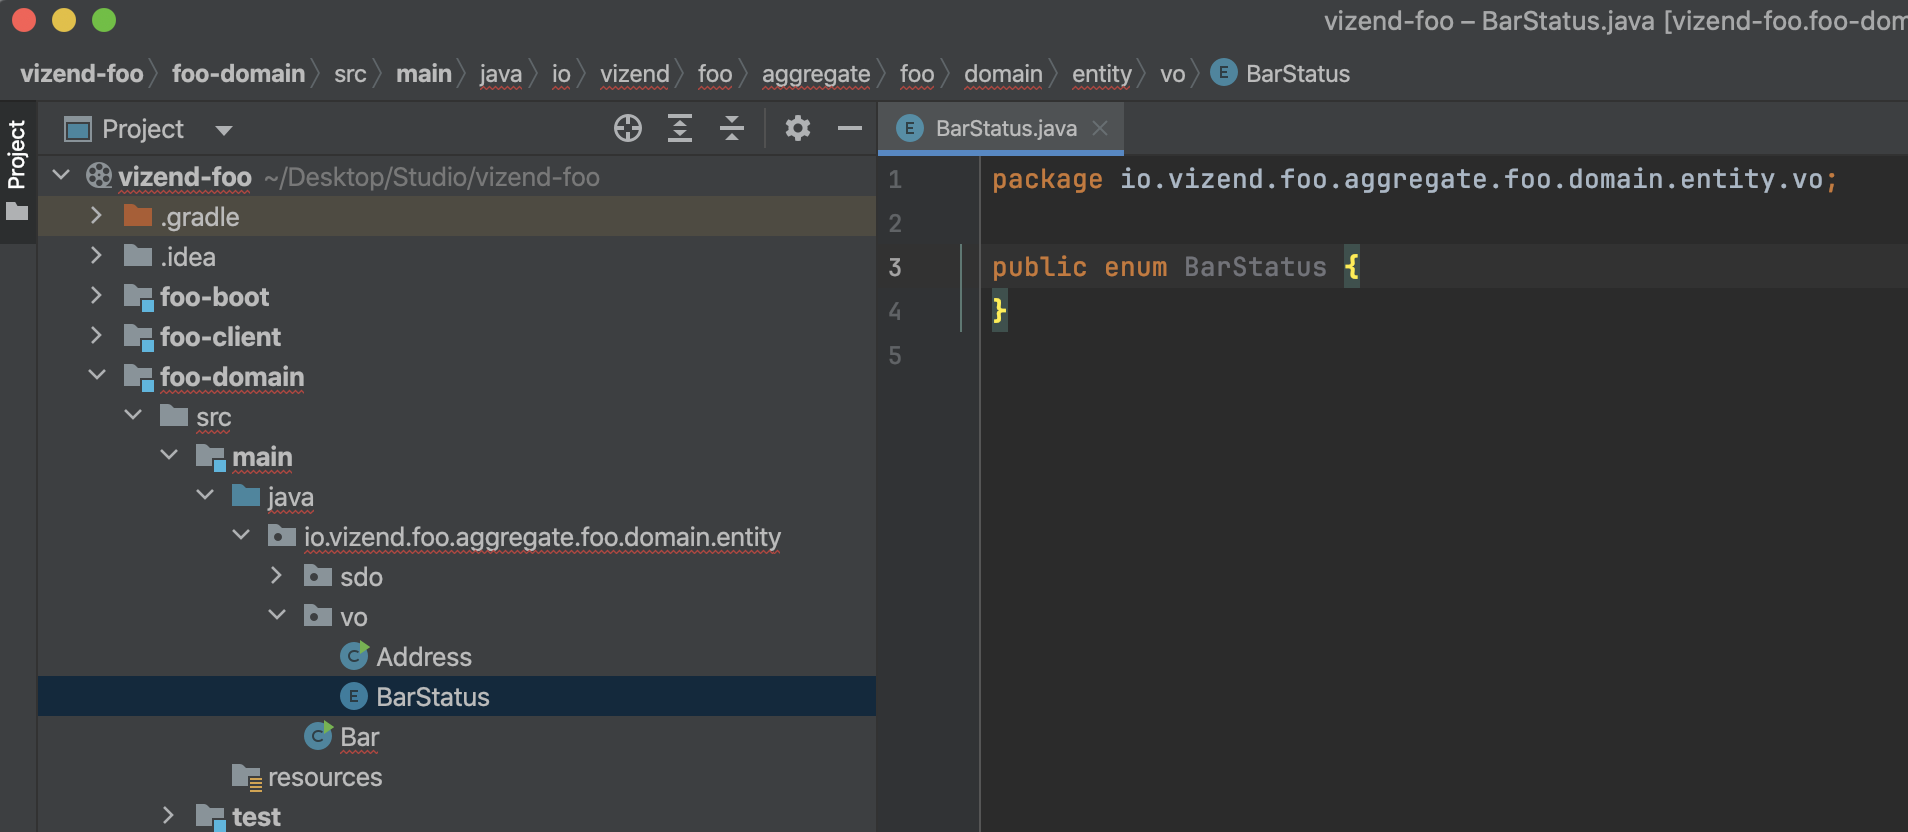 vizend-foo – BarStatus.java [vizend-foo.foo-dom
vizend-foo foo-domain src main java io vizend foo aggregate foo domain entity vo E BarStatus
Project
Project
E BarStatus.java
vizend-foo ~/Desktop/Studio/vizend-foo
.gradle
.idea
foo-boot
foo-client
foo-domain
src
main
java
io.vizend.foo.aggregate.foo.domain.entity
sdo
vo
C Address
E BarStatus
C Bar
resources
test
1 package io.vizend.foo.aggregate.foo.domain.entity.vo;
2
3 public enum BarStatus {
4 }
5